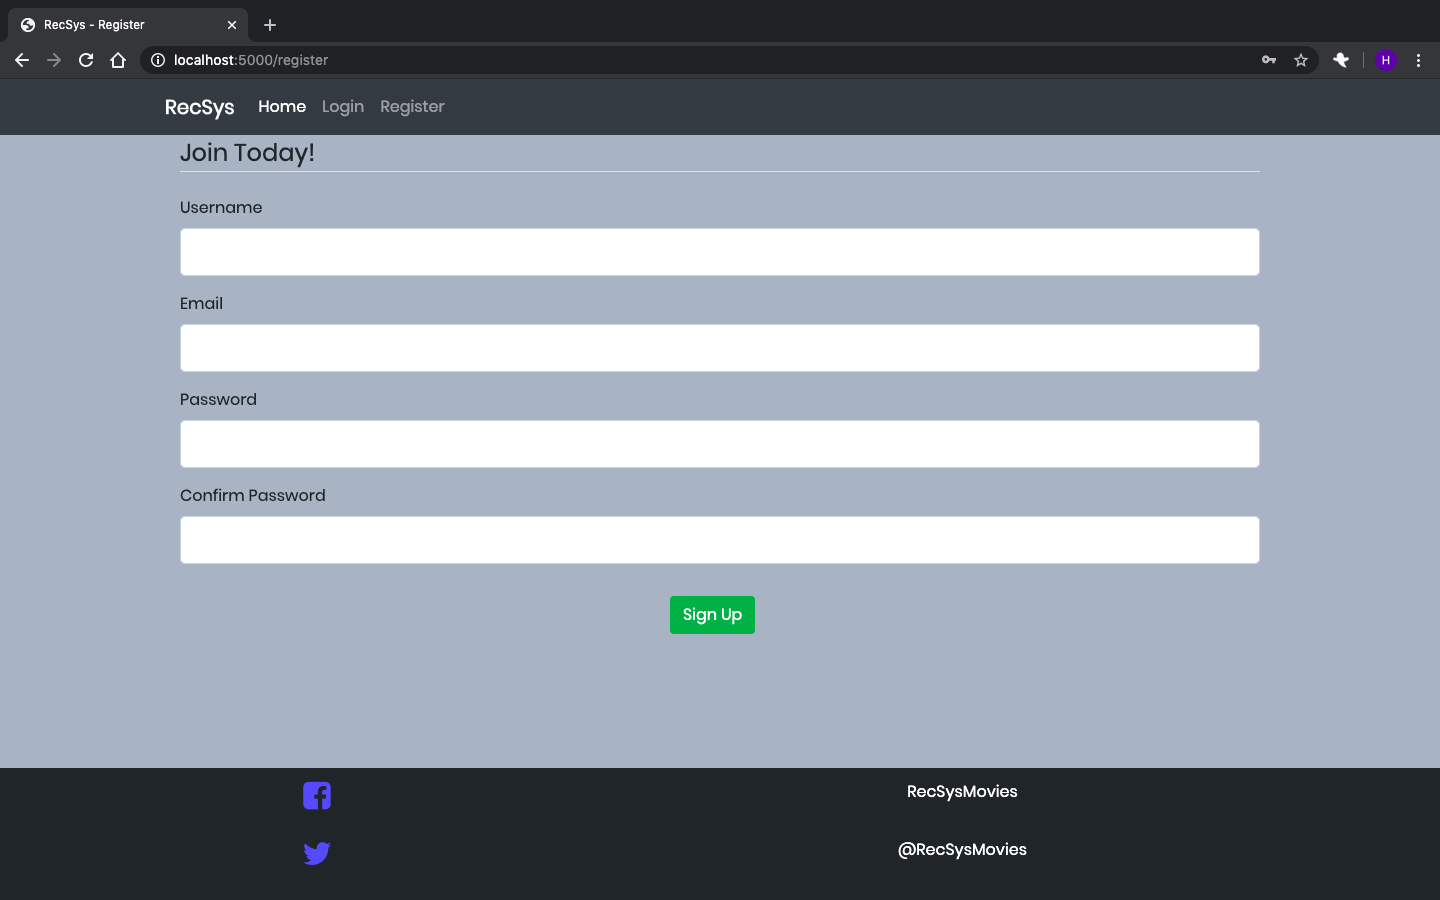 RecSys - Register
localhost:5000/register
H
RecSys Home Login Register
Join Today!
Username
Email
Password
Confirm Password
Sign Up
RecSysMovies
@RecSysMovies